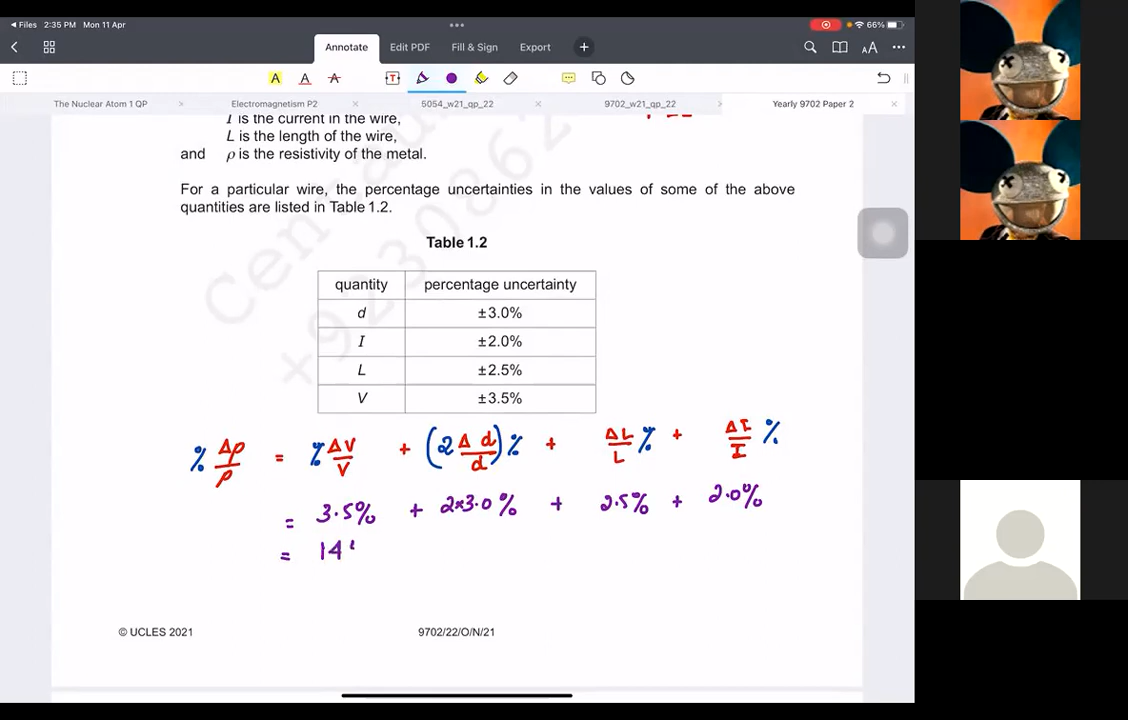 Files 2:35 PM Mon 11 Apr 66%
Annotate Edit PDF Fill & Sign Export
The Nuclear Atom 1 QP Electromagnetism P2 5054_w21_qp_22 9702_w21_qp_22 Yearly 9702 Paper 2
I is the current in the wire,
L is the length of the wire,
and ρ is the resistivity of the metal.
For a particular wire, the percentage uncertainties in the values of some of the above
quantities are listed in Table 1.2.
Table 1.2
quantity percentage uncertainty
d ±3.0%
I ±2.0%
L ±2.5%
V ±3.5%
% Δρ/ρ = % ΔV/V + (2 Δd/d)% + ΔL/L % + ΔI/I %
= 3.5% + 2×3.0% + 2.5% + 2.0%
= 14
© UCLES 2021 9702/22/O/N/21